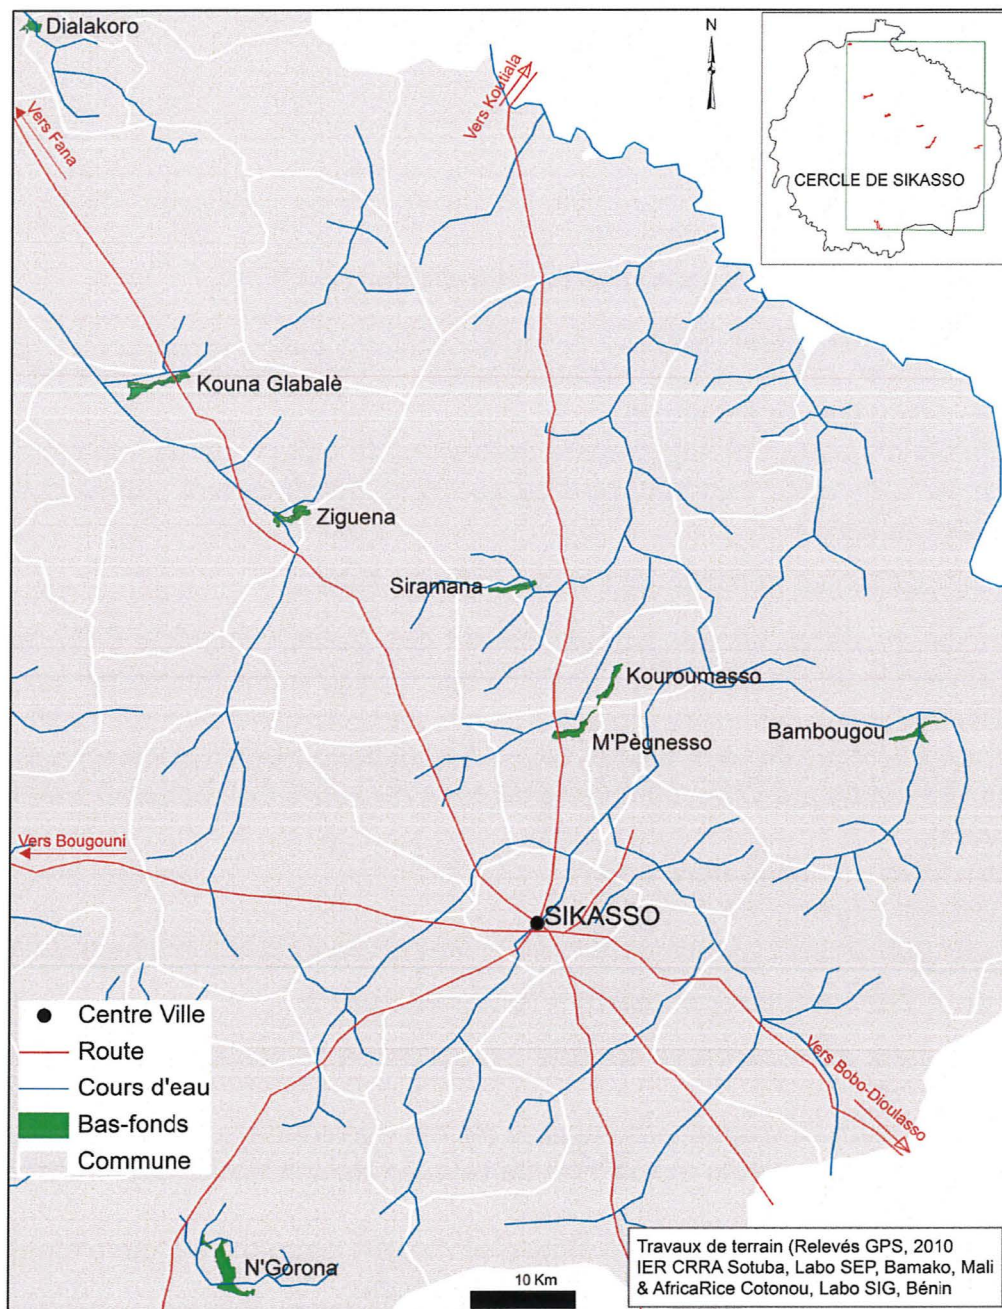 Dialakoro
N
Vers Koutiala
Vers Fana
CERCLE DE SIKASSO
Kouna Glabalè
Ziguena
Siramana
Kouroumasso
M'Pègnesso
Bambougou
Vers Bougouni
SIKASSO
Centre Ville
Route
Cours d'eau
Bas-fonds
Commune
Vers Bobo-Dioulasso
N'Gorona
10 Km
Travaux de terrain (Relevés GPS, 2010
IER CRRA Sotuba, Labo SEP, Bamako, Mali
& AfricaRice Cotonou, Labo SIG, Bénin